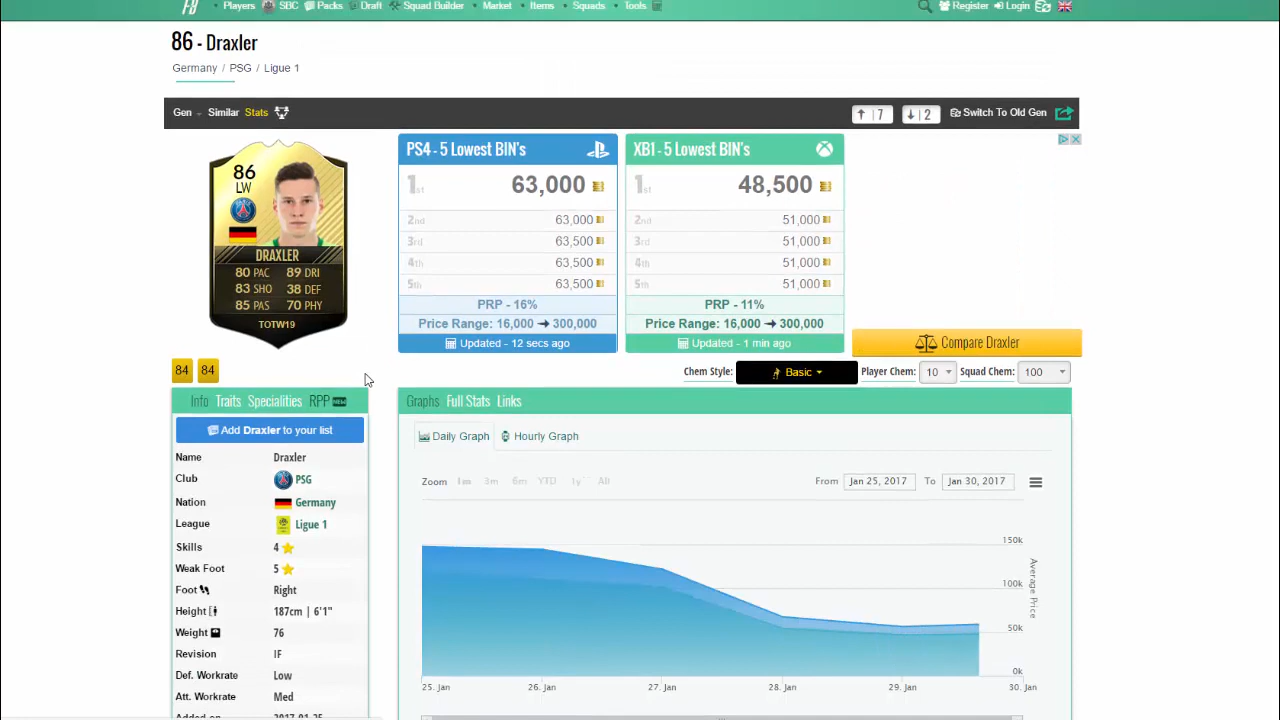 FB Players SBC Packs Draft Squad Builder Market Items Squads Tools Register Login
86 - Draxler
Germany / PSG / Ligue 1
Gen Similar Stats 7 2 Switch To Old Gen
86
LW
DRAXLER
80 PAC 89 DRI
83 SHO 38 DEF
85 PAS 70 PHY
TOTW19
PS4 - 5 Lowest BIN's
1st 63,000
2nd 63,000
3rd 63,500
4th 63,500
5th 63,500
PRP - 16%
Price Range: 16,000 → 300,000
Updated - 12 secs ago
XB1 - 5 Lowest BIN's
1st 48,500
2nd 51,000
3rd 51,000
4th 51,000
5th 51,000
PRP - 11%
Price Range: 16,000 → 300,000
Updated - 1 min ago
Compare Draxler
84 84
Chem Style: Basic Player Chem: 10 Squad Chem: 100
Info Traits Specialities RPP NEW
Add Draxler to your list
Name Draxler
Club PSG
Nation Germany
League Ligue 1
Skills 4
Weak Foot 5
Foot Right
Height 187cm | 6'1"
Weight 76
Revision IF
Def. Workrate Low
Att. Workrate Med
Added on 2017-01-25
Graphs Full Stats Links
Daily Graph Hourly Graph
Zoom 1m 3m 6m YTD 1y All From Jan 25, 2017 To Jan 30, 2017
150k
100k
50k
0k
Average Price
25. Jan 26. Jan 27. Jan 28. Jan 29. Jan 30. Jan